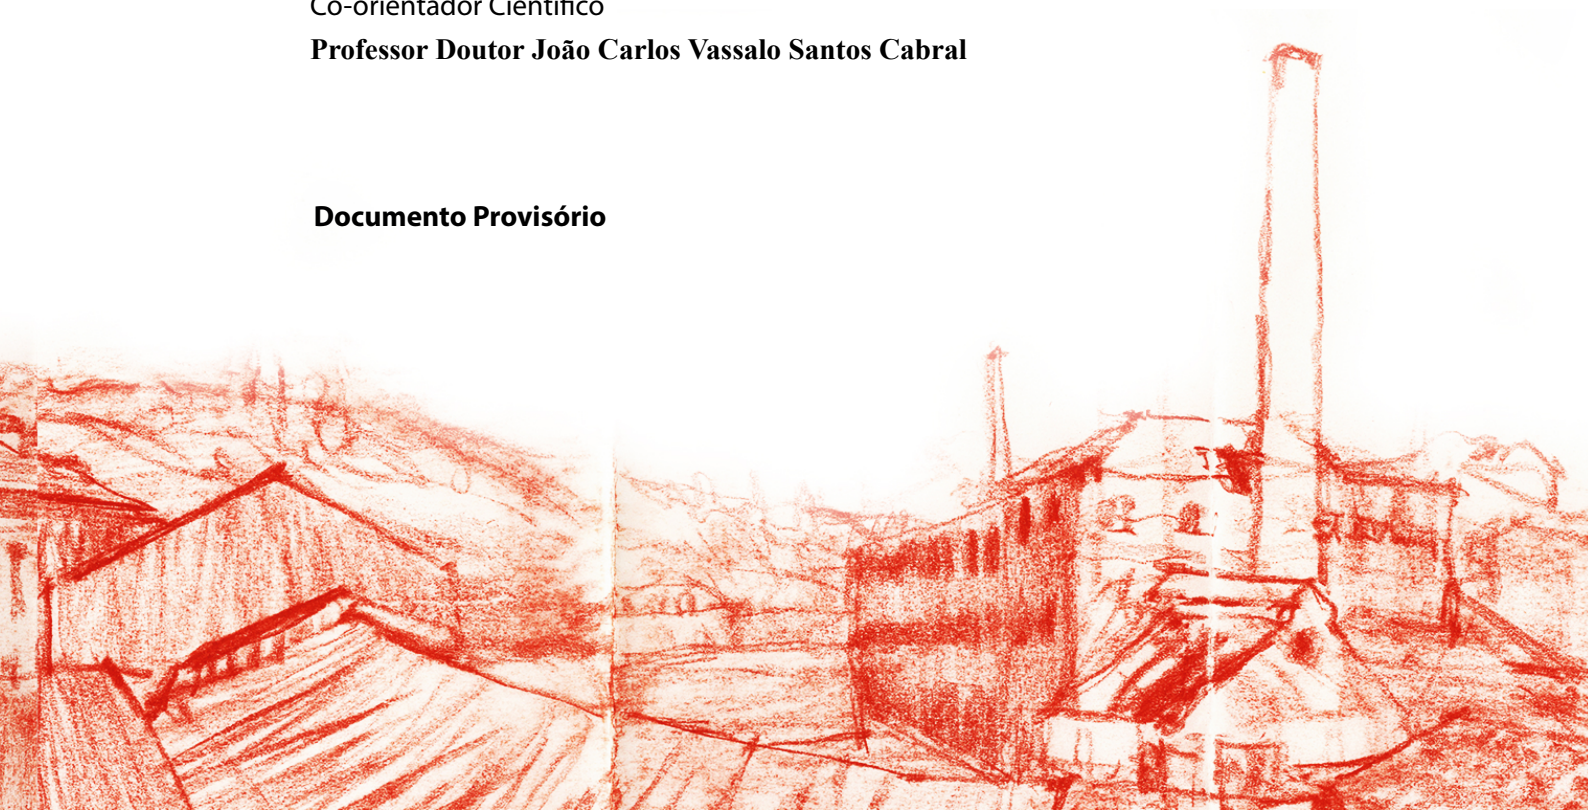 Co-orientador Científico
Professor Doutor João Carlos Vassalo Santos Cabral
Documento Provisório